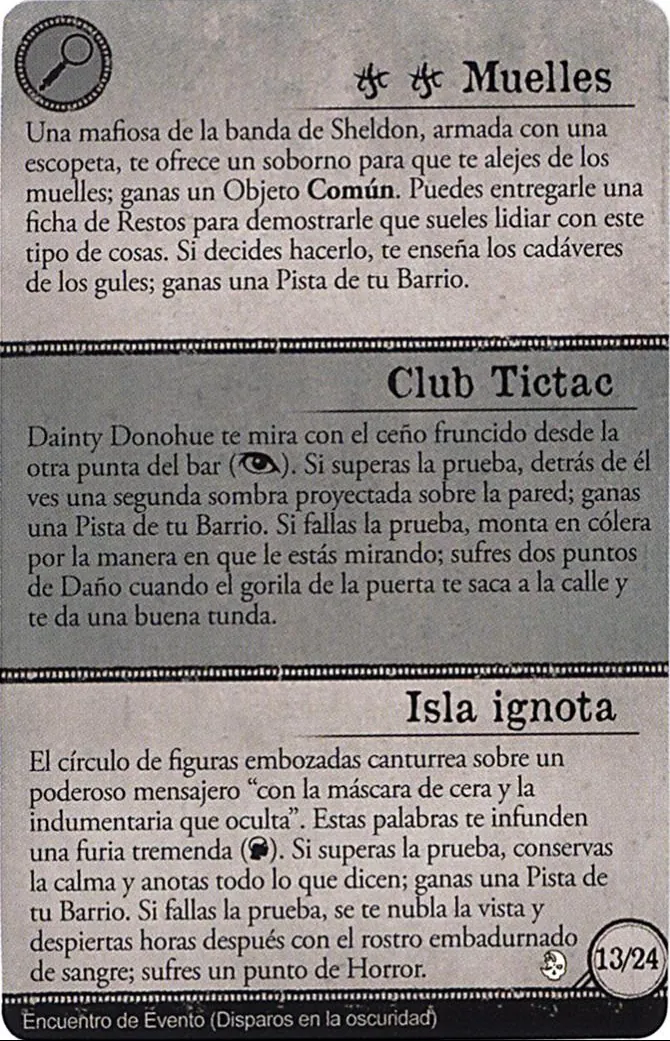 Muelles
Una mafiosa de la banda de Sheldon, armada con una
escopeta, te ofrece un soborno para que te alejes de los
muelles; ganas un Objeto Común. Puedes entregarle una
ficha de Restos para demostrarle que sueles lidiar con este
tipo de cosas. Si decides hacerlo, te enseña los cadáveres
de los gules; ganas una Pista de tu Barrio.
Club Tictac
Dainty Donohue te mira con el ceño fruncido desde la
otra punta del bar (). Si superas la prueba, detrás de él
ves una segunda sombra proyectada sobre la pared; ganas
una Pista de tu Barrio. Si fallas la prueba, monta en cólera
por la manera en que le estás mirando; sufres dos puntos
de Daño cuando el gorila de la puerta te saca a la calle y
te da una buena tunda.
Isla ignota
El círculo de figuras embozadas canturrea sobre un
poderoso mensajero “con la máscara de cera y la
indumentaria que oculta”. Estas palabras te infunden
una furia tremenda (). Si superas la prueba, conservas
la calma y anotas todo lo que dicen; ganas una Pista de
tu Barrio. Si fallas la prueba, se te nubla la vista y
despiertas horas después con el rostro embadurnado
de sangre; sufres un punto de Horror.
13/24
Encuentro de Evento (Disparos en la oscuridad)